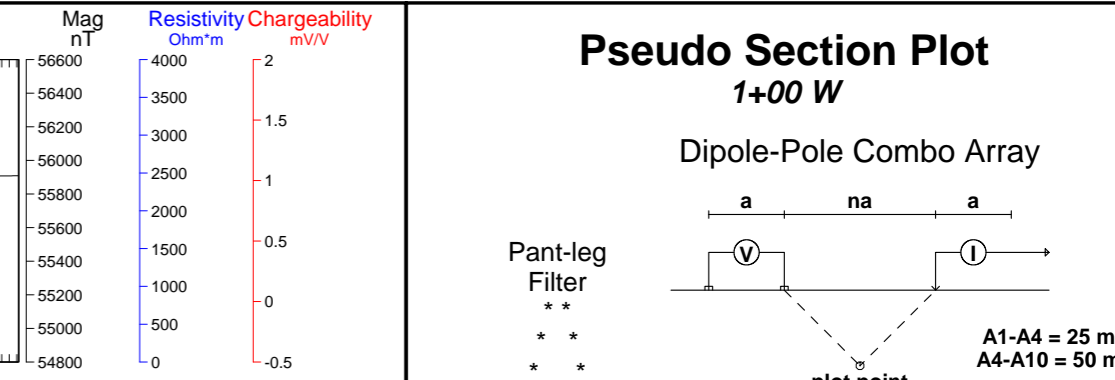 Mag
nT
Resistivity
Ohm*m
Chargeability
mV/V
56600
56400
56200
56000
55800
55600
55400
55200
55000
54800
4000
3500
3000
2500
2000
1500
1000
500
0
2
1.5
1
0.5
0
-0.5
Pseudo Section Plot
1+00 W
Dipole-Pole Combo Array
a na a
V I
Pant-leg
Filter
* *
* *
* *
A1-A4 = 25 m
A4-A10 = 50 m
plot point